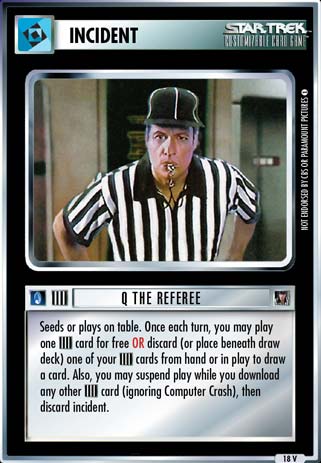 INCIDENT
STAR TREK
CUSTOMIZABLE CARD GAME
NOT ENDORSED BY CBS OR PARAMOUNT PICTURES
Q THE REFEREE
Seeds or plays on table. Once each turn, you may play
one card for free OR discard (or place beneath draw
deck) one of your cards from hand or in play to draw
a card. Also, you may suspend play while you download
any other card (ignoring Computer Crash), then
discard incident.
18 V